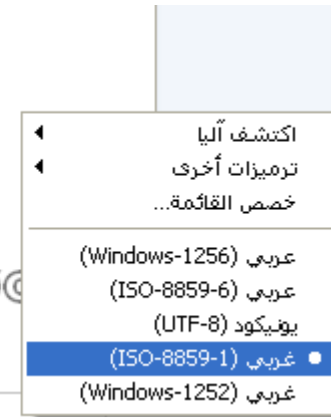 اكتشف آليا
ترميزات أخرى
خصص القائمة...
عربي (Windows-1256)
عربي (ISO-8859-6)
يونيكود (UTF-8)
غربي (ISO-8859-1)
غربي (Windows-1252)